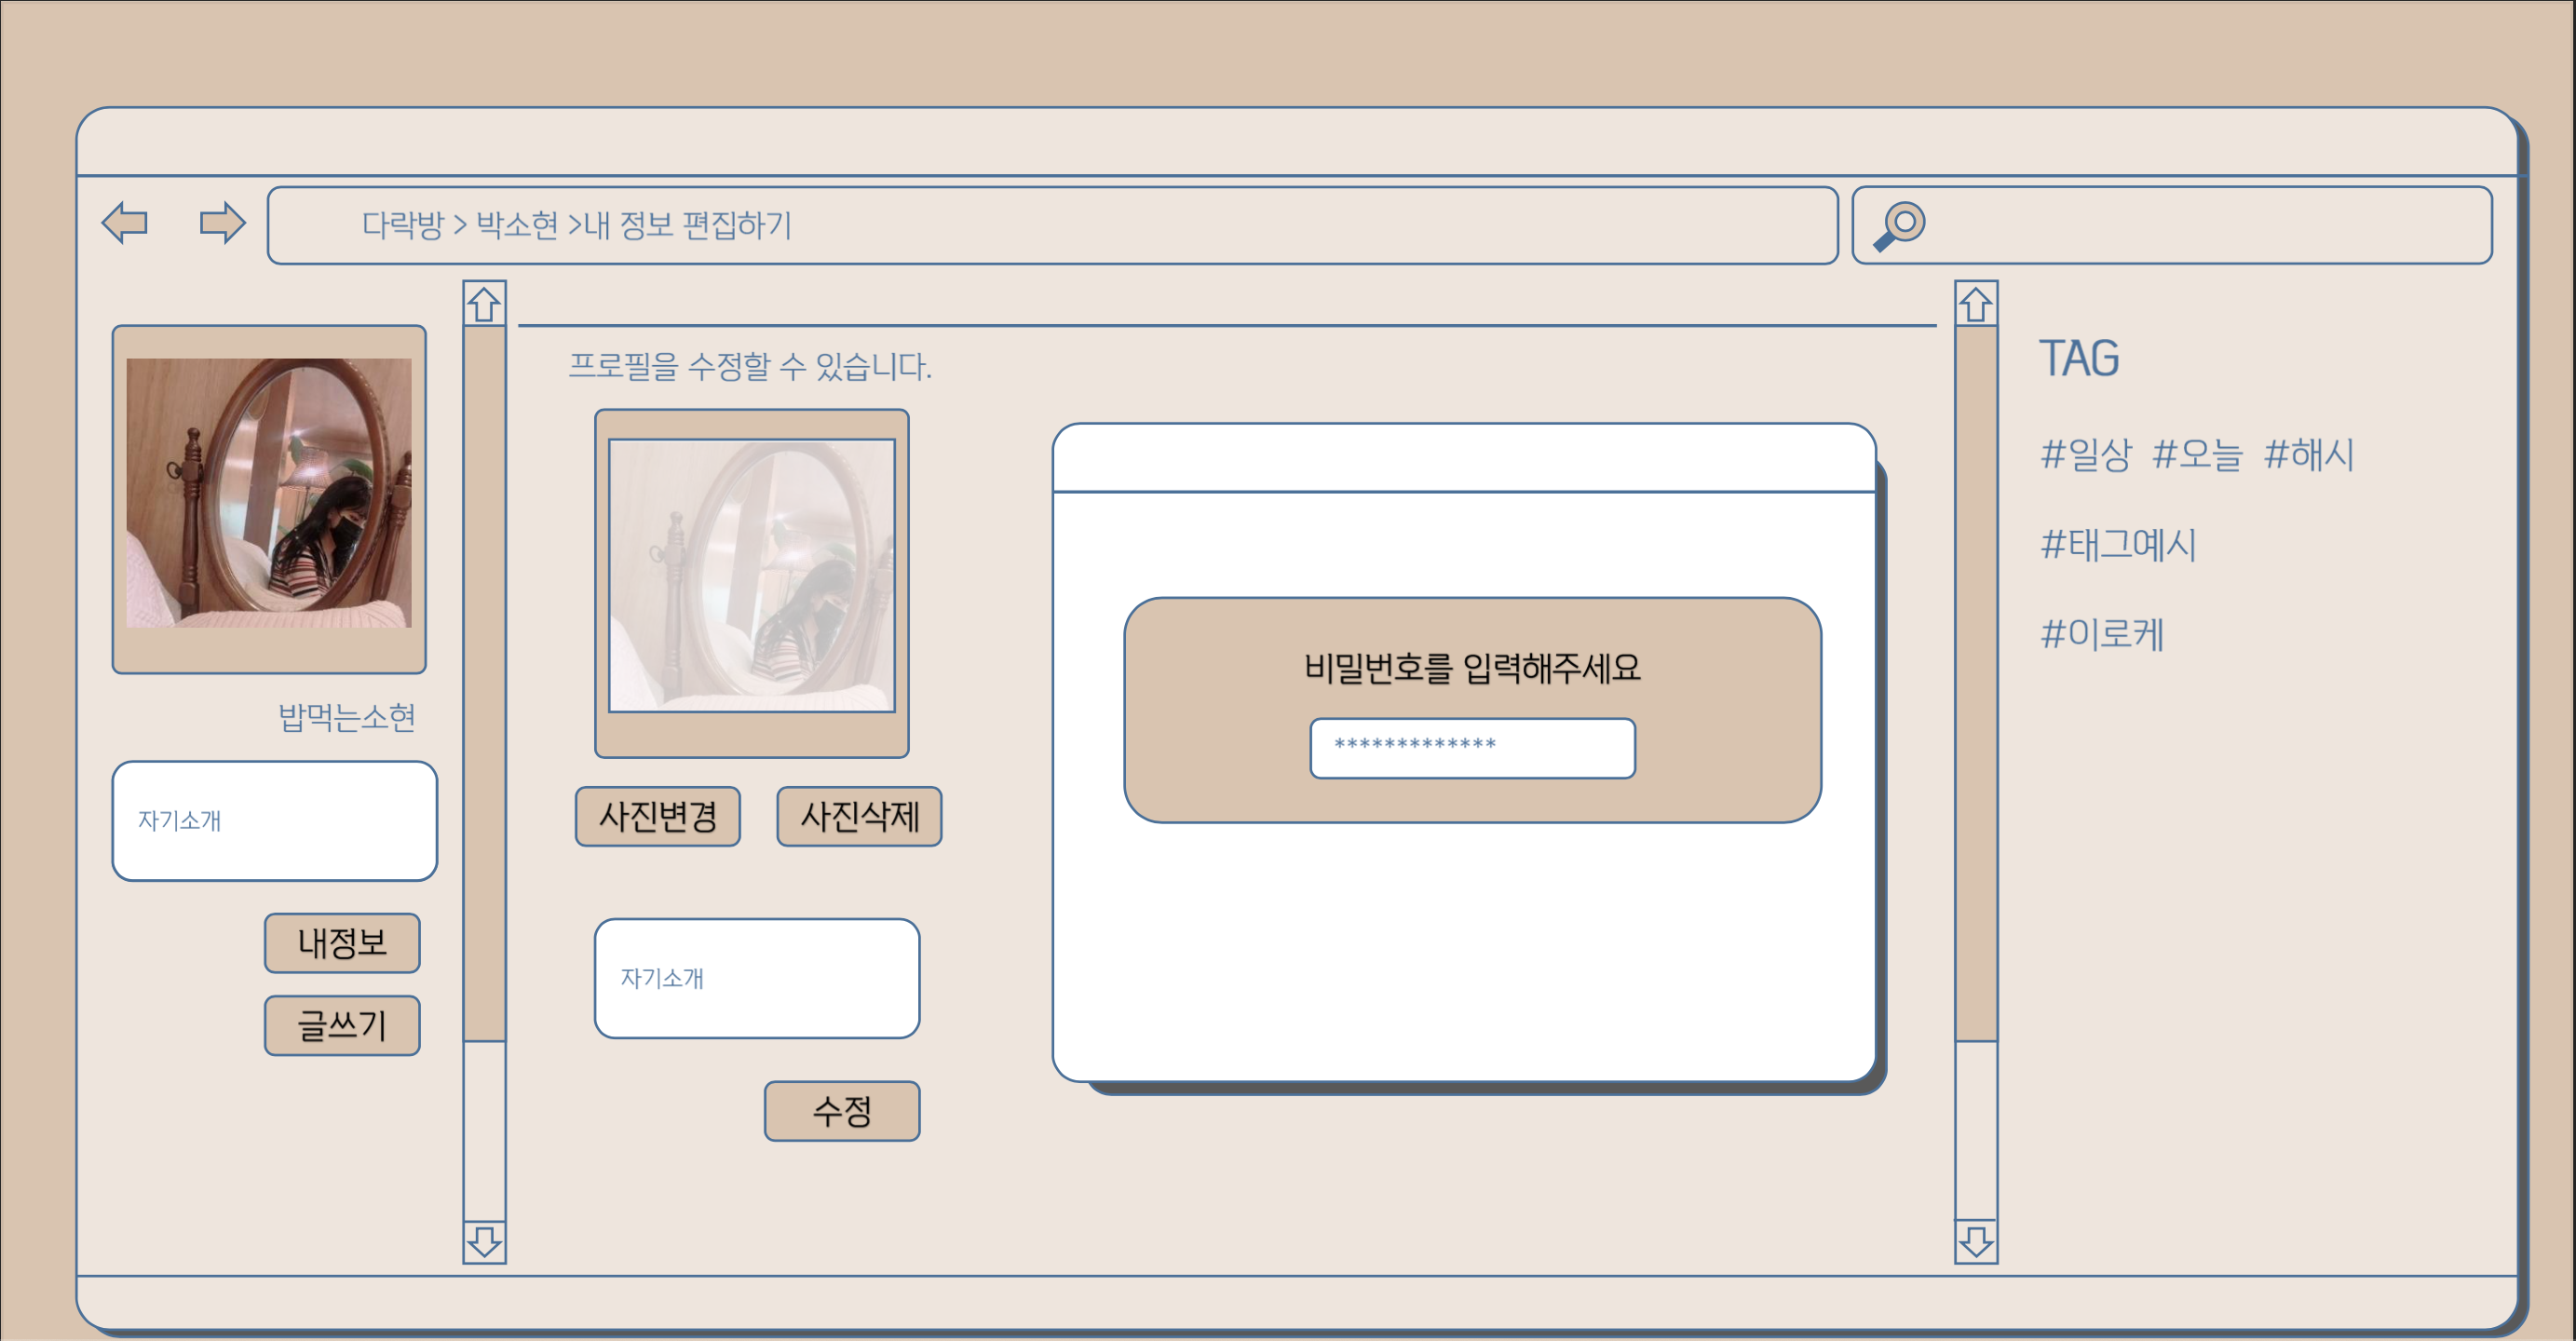 다락방 > 박소현 >내 정보 편집하기
밥먹는소현
자기소개
내정보
글쓰기
프로필을 수정할 수 있습니다.
사진변경
사진삭제
자기소개
수정
비밀번호를 입력해주세요
*************
TAG
#일상 #오늘 #해시
#태그예시
#이로케